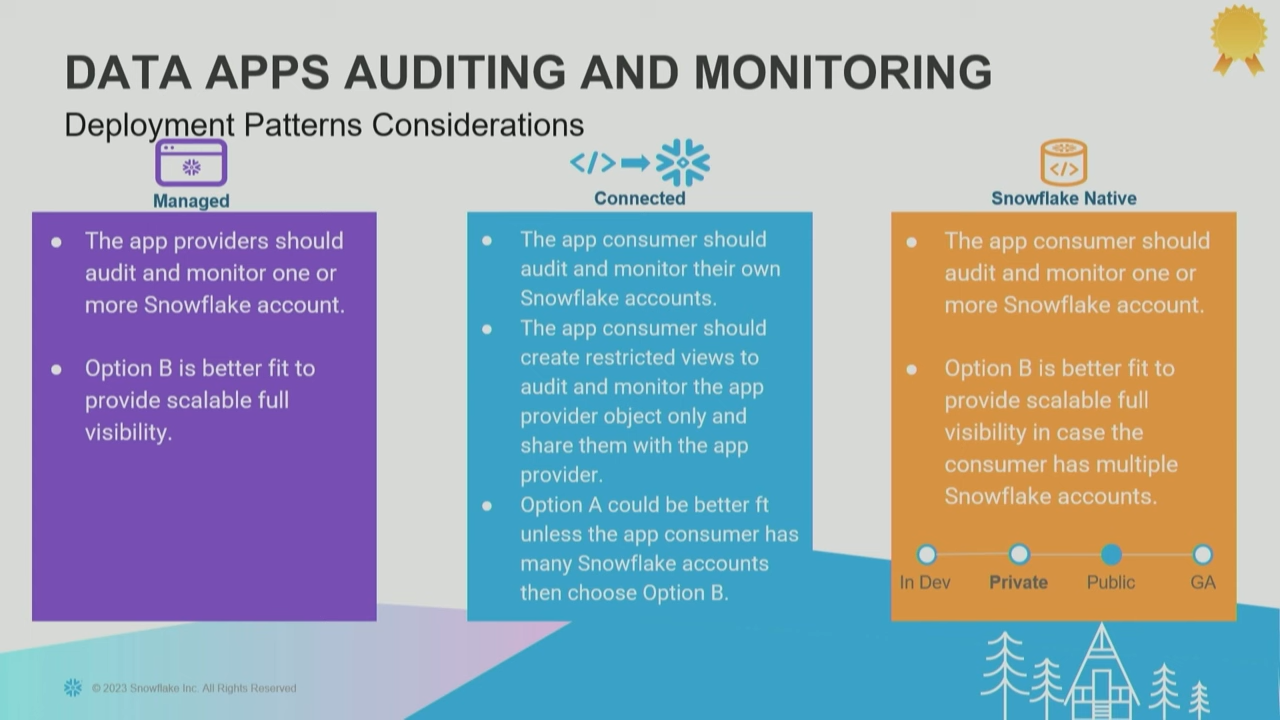 DATA APPS AUDITING AND MONITORING
Deployment Patterns Considerations
Managed
● The app providers should
audit and monitor one or
more Snowflake account.
● Option B is better fit to
provide scalable full
visibility.
</>
Connected
● The app consumer should
audit and monitor their own
Snowflake accounts.
● The app consumer should
create restricted views to
audit and monitor the app
provider object only and
share them with the app
provider.
● Option A could be better ft
unless the app consumer has
many Snowflake accounts
then choose Option B.
</>
Snowflake Native
● The app consumer should
audit and monitor one or
more Snowflake account.
● Option B is better fit to
provide scalable full
visibility in case the
consumer has multiple
Snowflake accounts.
In Dev Private Public GA
© 2023 Snowflake Inc. All Rights Reserved